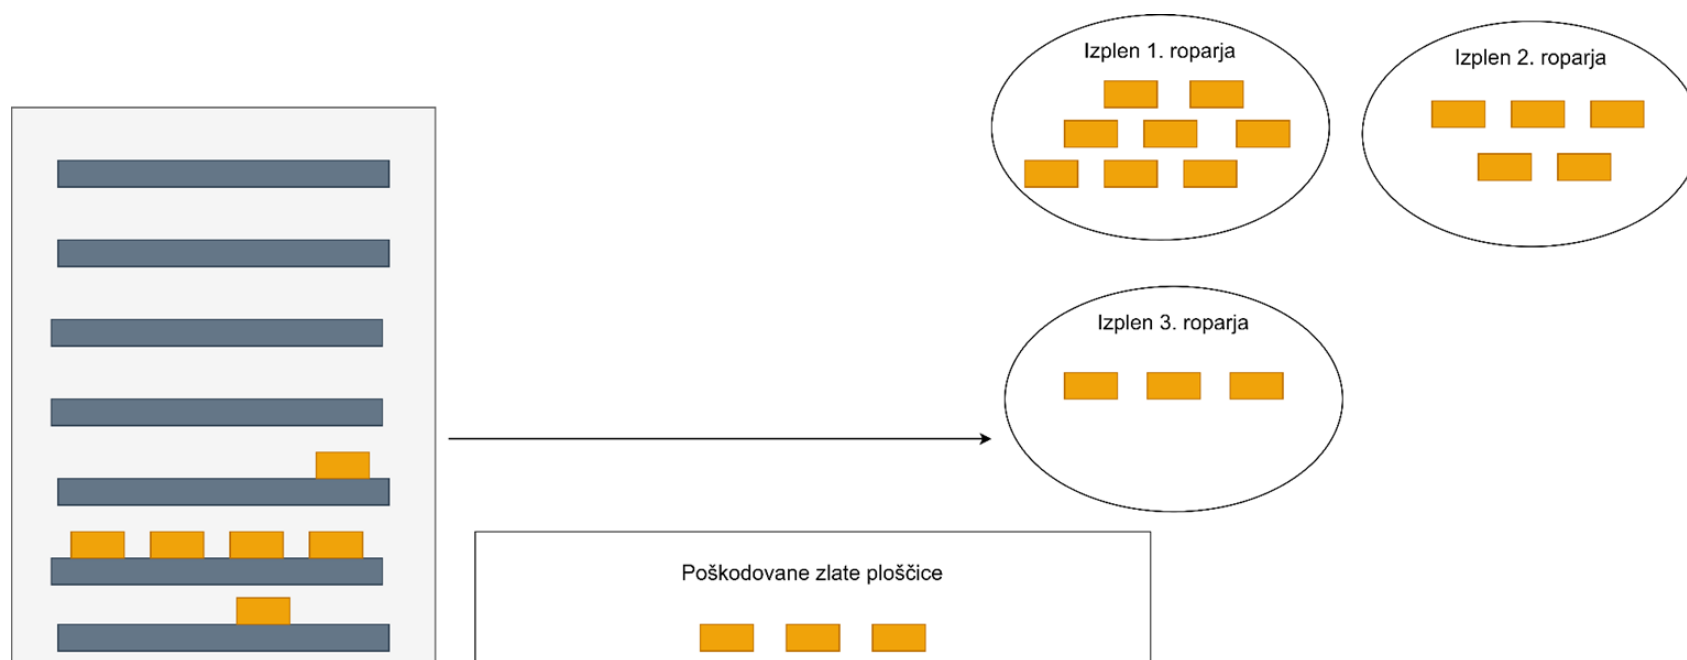 Izplen 1. roparja
Izplen 2. roparja
Izplen 3. roparja
Poškodovane zlate ploščice